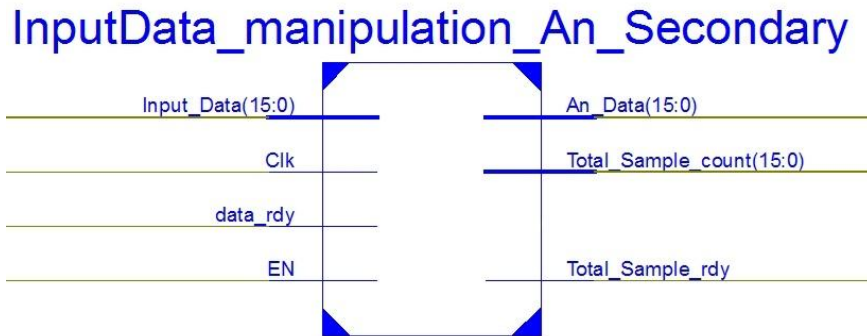 InputData_manipulation_An_Secondary
Input_Data(15:0)
An_Data(15:0)
Clk
Total_Sample_count(15:0)
data_rdy
EN
Total_Sample_rdy